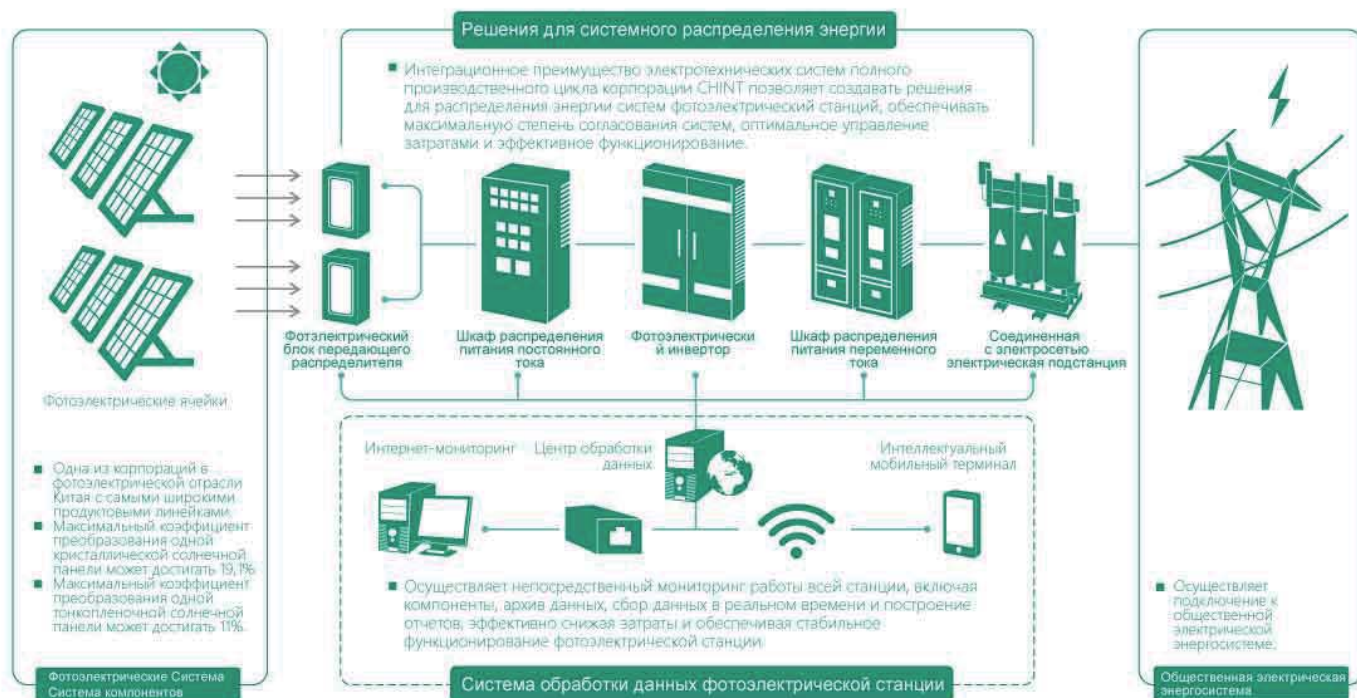 Решения для системного распределения энергии
■ Интеграционное преимущество электротехнических систем полного
производственного цикла корпорации CHINT позволяет создавать решения
для распределения энергии систем фотоэлектрический станций, обеспечивать
максимальную степень согласования систем, оптимальное управление
затратами и эффективное функционирование.
Фотоэлектрические ячейки
■ Одна из корпораций в
фотоэлектрической отрасли
Китая с самыми широкими
продуктовыми линейками.
■ Максимальный коэффициент
преобразования одной
кристаллической солнечной
панели может достигать 19,1%
■ Максимальный коэффициент
преобразования одной
тонкопленочной солнечной
панели может достигать 11%.
Фотоэлектрические Система
Система компонентов
Фотэлектрический
блок передающего
распределителя
Шкаф распределения
питания постоянного
тока
Фотоэлектрически
й инвертор
Шкаф распределения
питания переменного
тока
Соединенная
с электросетью
электрическая подстанция
Интернет-мониторинг
Центр обработки
данных
Интеллектуальный
мобильный терминал
■ Осуществляет непосредственный мониторинг работы всей станции, включая
компоненты, архив данных, сбор данных в реальном времени и построение
отчетов, эффективно снижая затраты и обеспечивая стабильное
функционирование фотоэлектрической станции.
Система обработки данных фотоэлектрической станции
■ Осуществляет
подключение к
общественной
электрической
энергосистеме.
Общественная электрическая
энергосистема